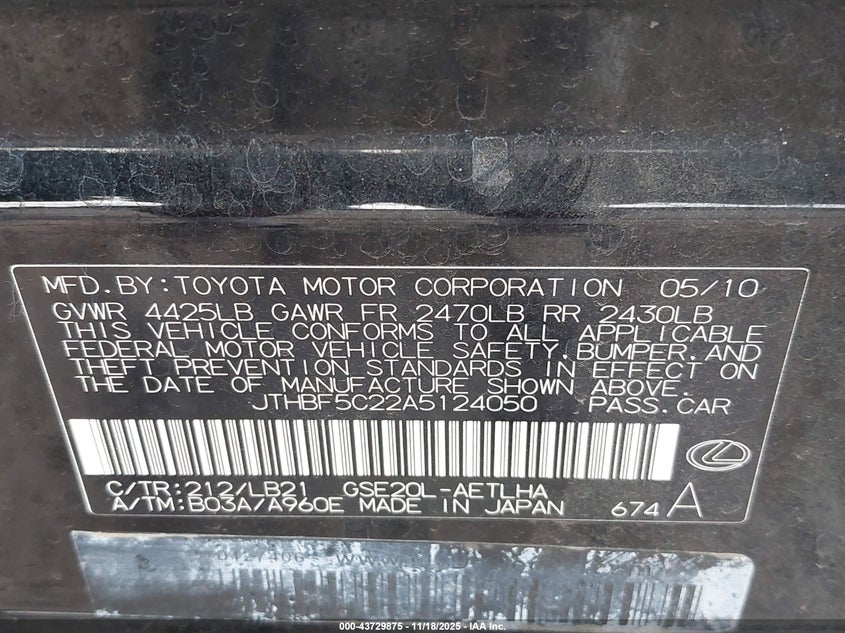 MFD.BY:TOYOTA MOTOR CORPORATION 05/10
GVWR 4425LB GAWR FR 2470LB RR 2430LB
THIS VEHICLE CONFORMS TO ALL APPLICABLE
FEDERAL MOTOR VEHICLE SAFETY,BUMPER,AND
THEFT PREVENTION STANDARDS IN EFFECT ON
THE DATE OF MANUFACTURE SHOWN ABOVE.
JTHBF5C22A5124050 PASS.CAR
C/TR:212/LB21 GSE20L-AETLHA
A/TM:B03A/A960E MADE IN JAPAN 674 A
000-43729875 - 11/18/2025 - IAA Inc.